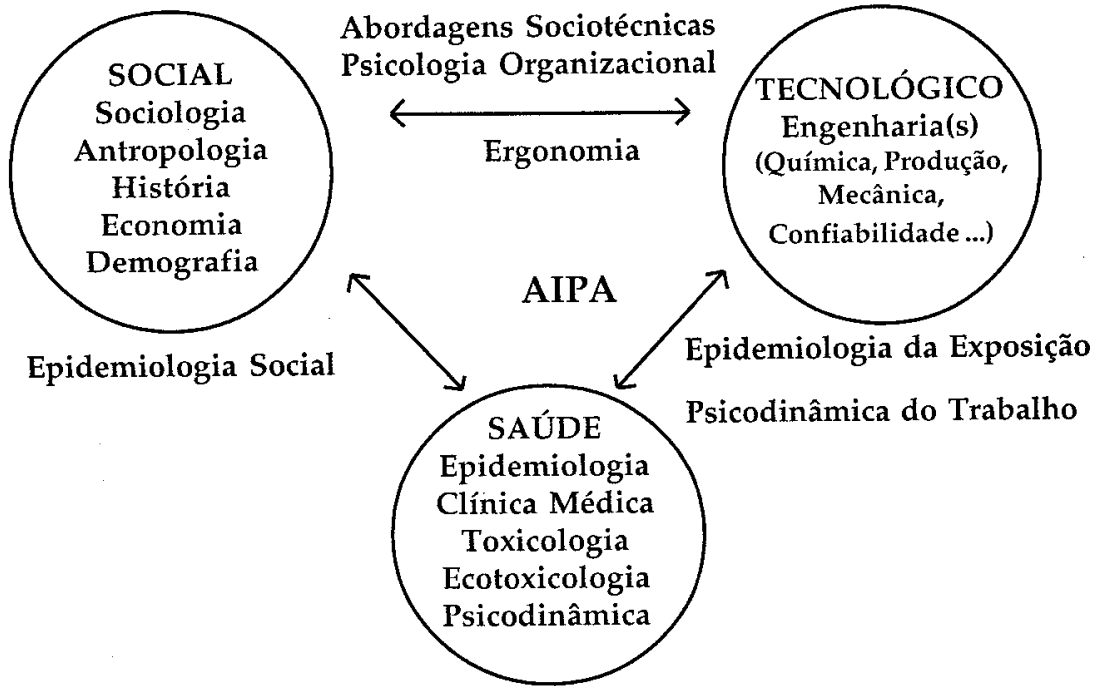 Abordagens Sociotécnicas
Psicologia Organizacional
SOCIAL
Sociologia
Antropologia
História
Economia
Demografia
Ergonomia
TECNOLÓGICO
Engenharia(s)
(Química, Produção,
Mecânica,
Confiabilidade ...)
AIPA
Epidemiologia Social
Epidemiologia da Exposição
Psicodinâmica do Trabalho
SAÚDE
Epidemiologia
Clínica Médica
Toxicologia
Ecotoxicologia
Psicodinâmica